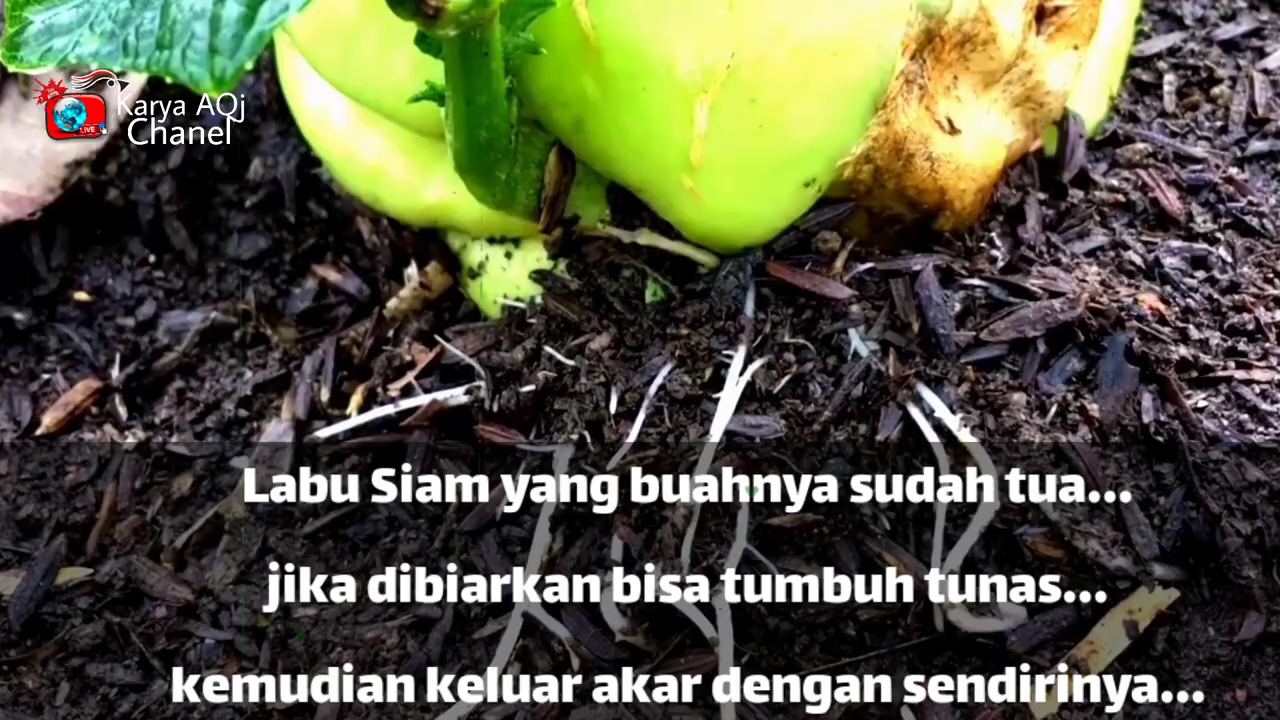 Karya AQj
Chanel
LIVE
Labu Siam yang buahnya sudah tua...
jika dibiarkan bisa tumbuh tunas...
kemudian keluar akar dengan sendirinya...